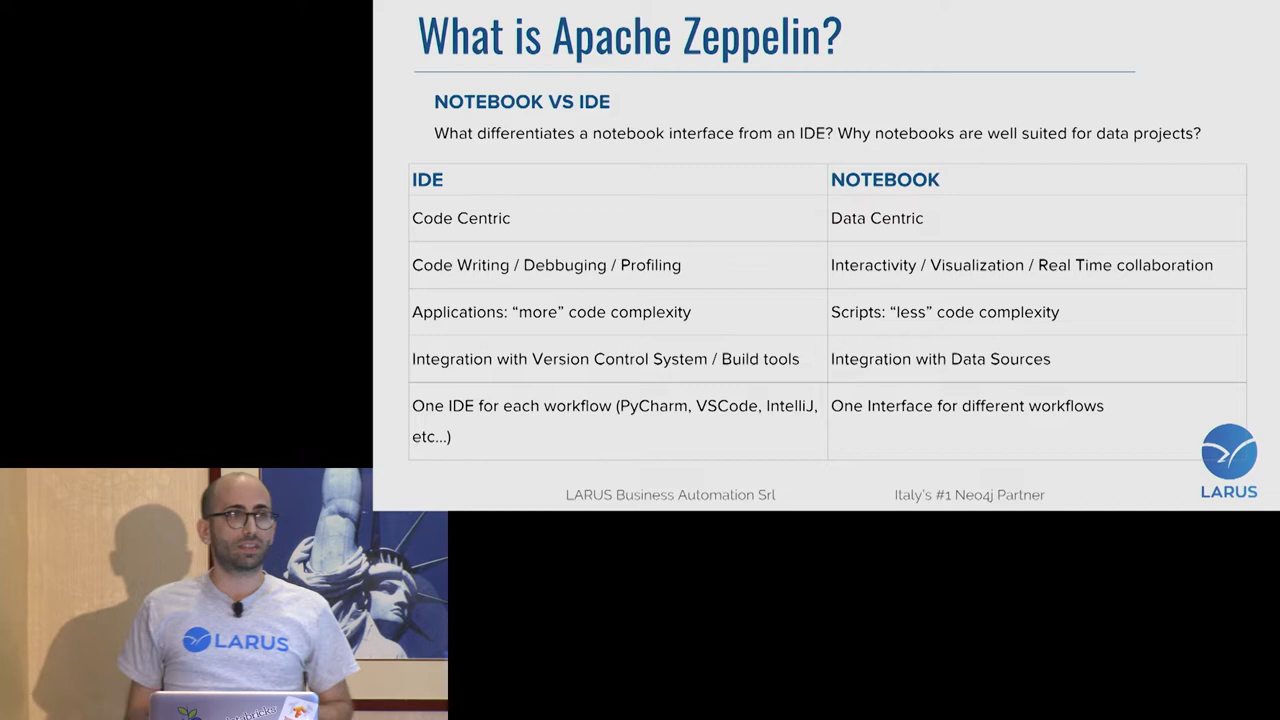 What is Apache Zeppelin?
NOTEBOOK VS IDE
What differentiates a notebook interface from an IDE? Why notebooks are well suited for data projects?
IDE
NOTEBOOK
Code Centric
Data Centric
Code Writing / Debbuging / Profiling
Interactivity / Visualization / Real Time collaboration
Applications: “more” code complexity
Scripts: “less” code complexity
Integration with Version Control System / Build tools
Integration with Data Sources
One IDE for each workflow (PyCharm, VSCode, IntelliJ,
etc...)
One Interface for different workflows
LARUS
LARUS Business Automation Srl
Italy's #1 Neo4j Partner
LARUS
databricks